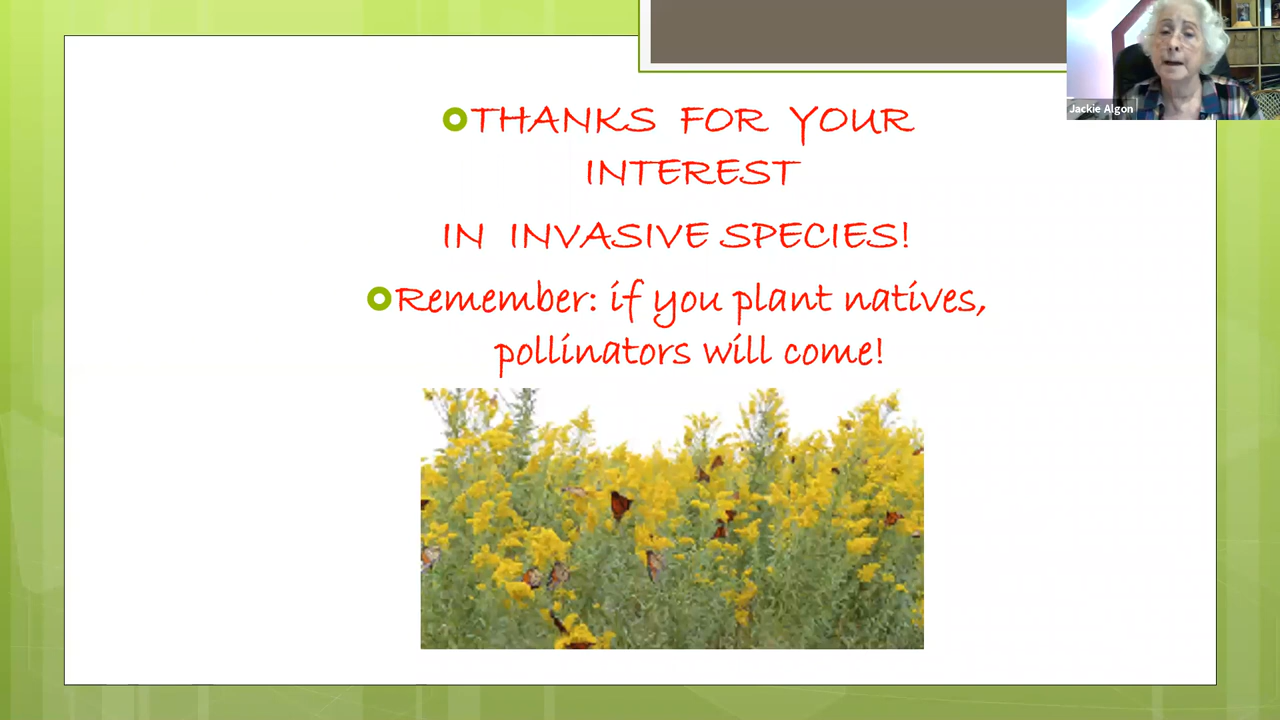 THANKS FOR YOUR
INTEREST
IN INVASIVE SPECIES!
Remember: if you plant natives,
pollinators will come!
Jackie Algon